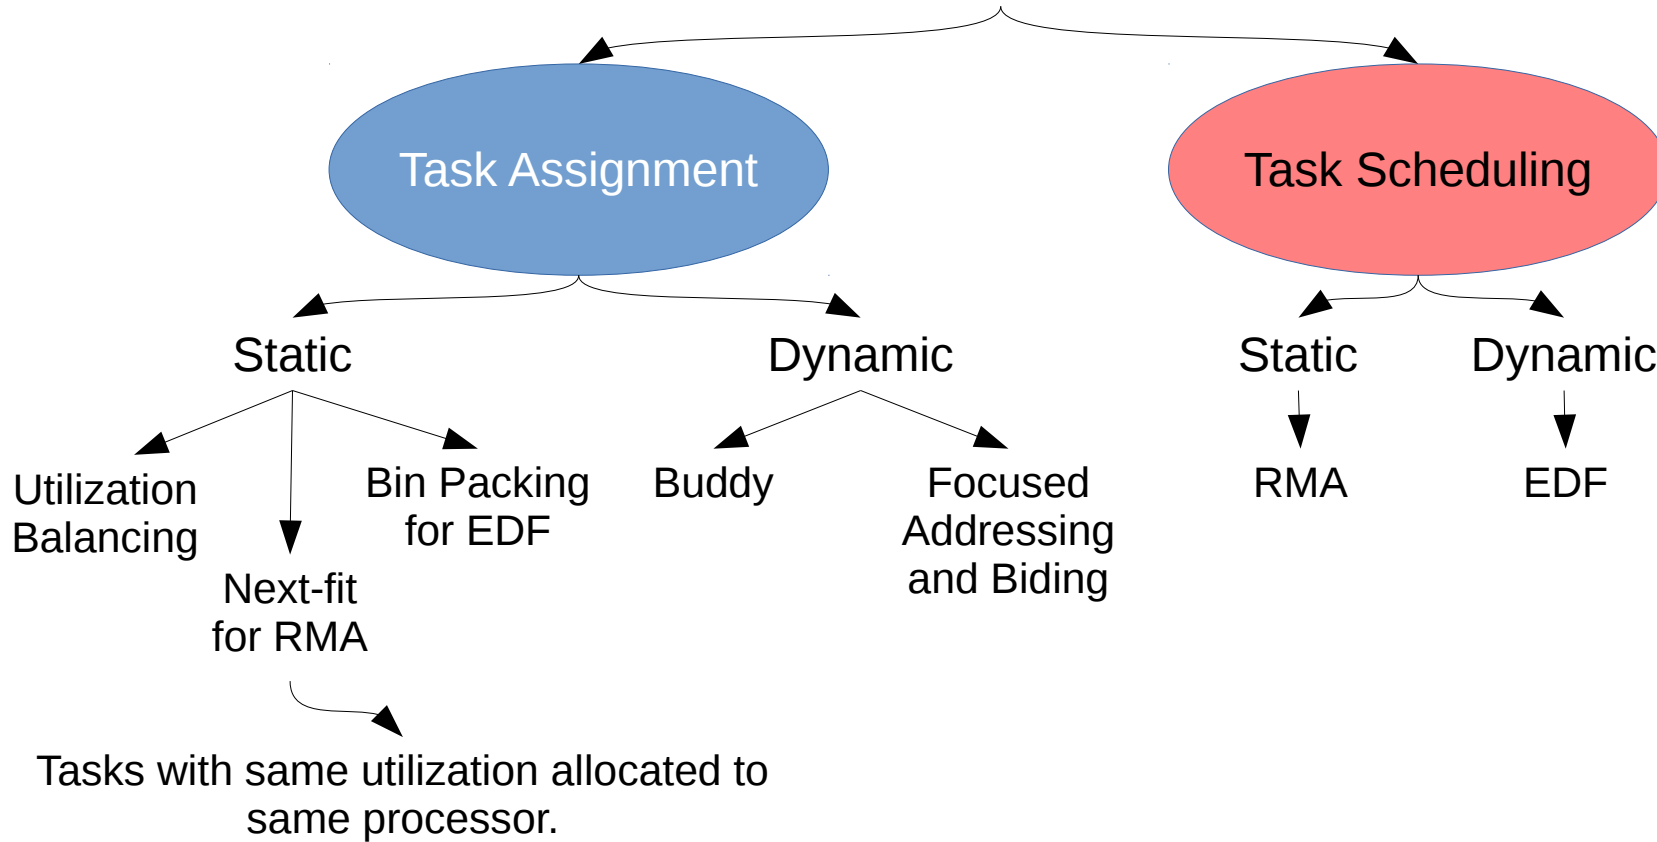 Task Assignment
Task Scheduling
Static
Dynamic
Static
Dynamic
Utilization
Balancing
Next-fit
for RMA
Bin Packing
for EDF
Buddy
Focused
Addressing
and Biding
RMA
EDF
Tasks with same utilization allocated to
same processor.